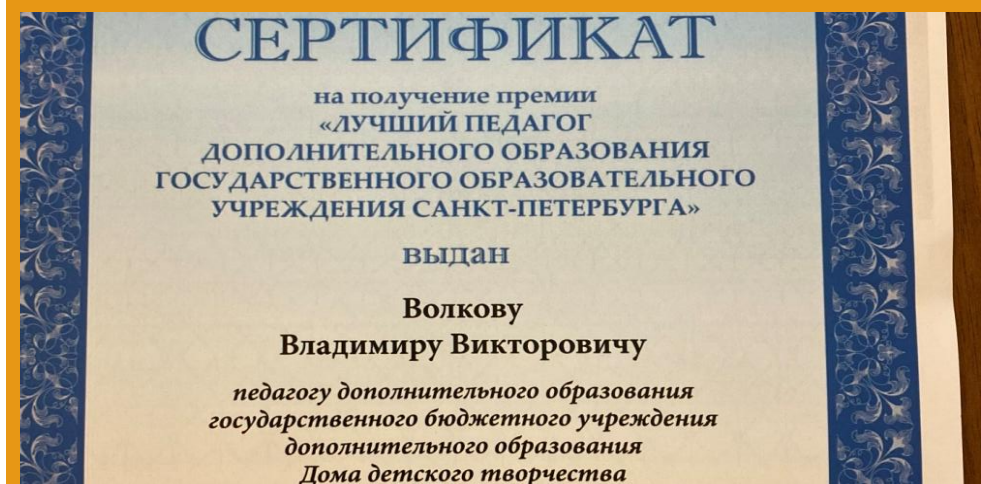 СЕРТИФИКАТ
на получение премии
«ЛУЧШИЙ ПЕДАГОГ
ДОПОЛНИТЕЛЬНОГО ОБРАЗОВАНИЯ
ГОСУДАРСТВЕННОГО ОБРАЗОВАТЕЛЬНОГО
УЧРЕЖДЕНИЯ САНКТ-ПЕТЕРБУРГА»
выдан
Волкову
Владимиру Викторовичу
педагогу дополнительного образования
государственного бюджетного учреждения
дополнительного образования
Дома детского творчества